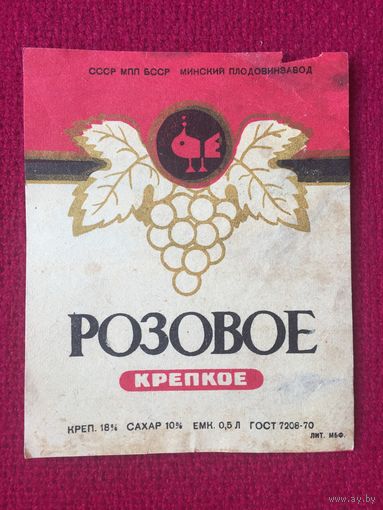 СССР МПП БССР МИНСКИЙ ПЛОДОВИНЗАВОД
РОЗОВОЕ
КРЕПКОЕ
КРЕП. 18% САХАР 10% ЕМК. 0,5 Л ГОСТ 7208-70
ЛИТ. МБФ.
www.ay.by